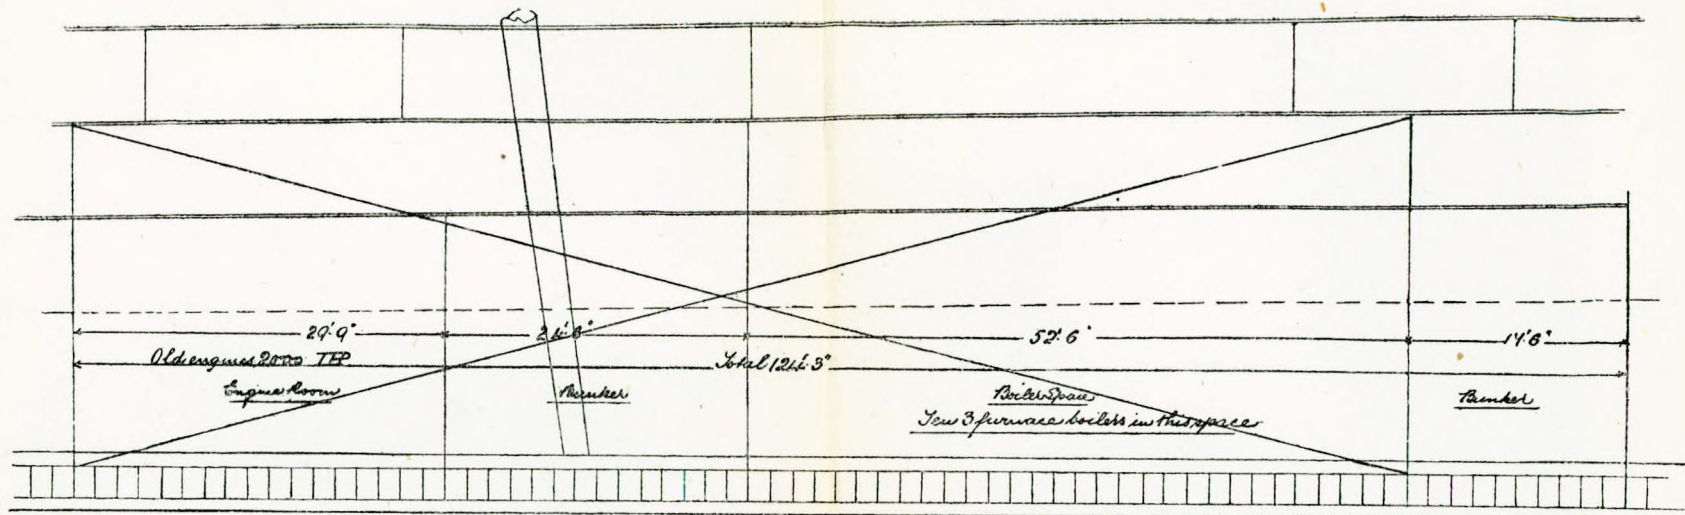 29'.9" 24'.6" 52'.6" 17'.6"
Old engines 2000 IHP Total 124'.3"
Engine Room Bunker Boiler Space Bunker
Ten 3 furnace boilers in this space